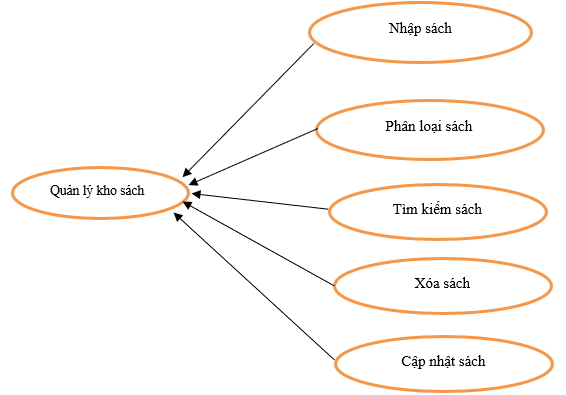 Nhập sách
Phân loại sách
Quản lý kho sách
Tìm kiếm sách
Xóa sách
Cập nhật sách